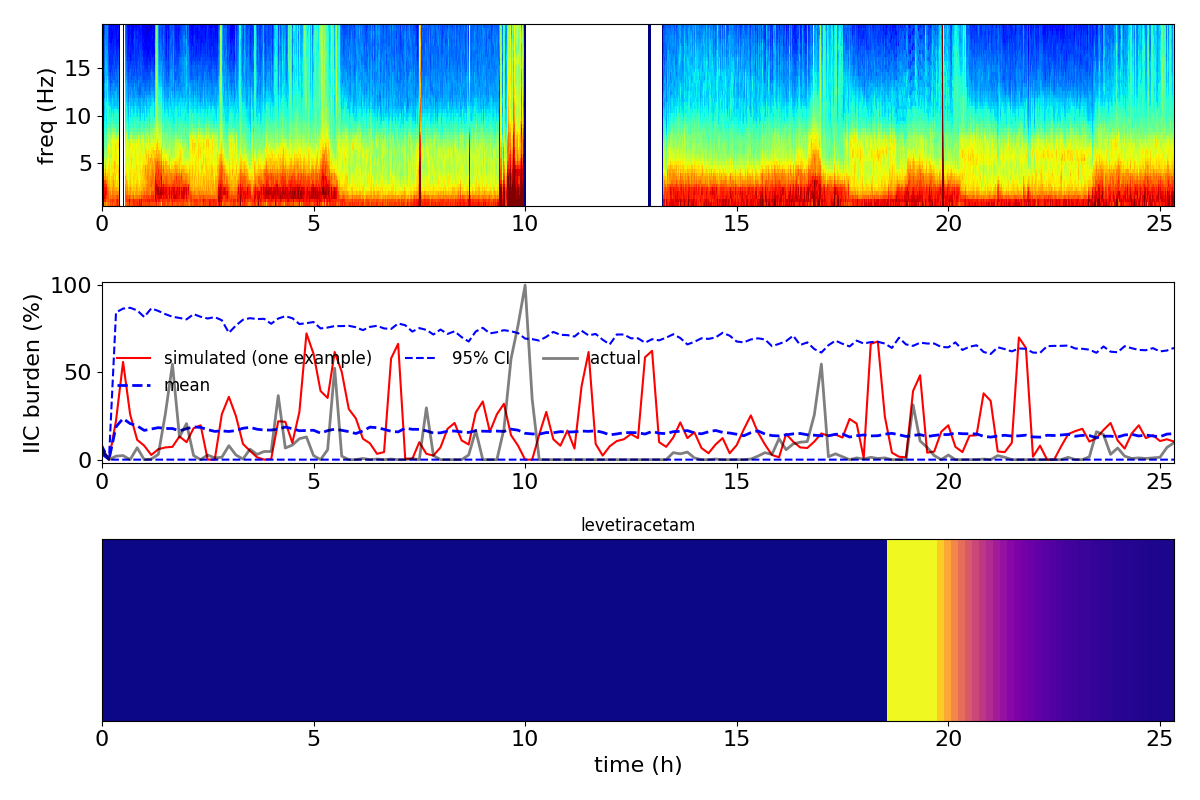 freq (Hz)
15
10
5
0 5 10 15 20 25
IIC burden (%)
100
50
0
simulated (one example) 95% CI actual
mean
0 5 10 15 20 25
levetiracetam
0 5 10 15 20 25
time (h)